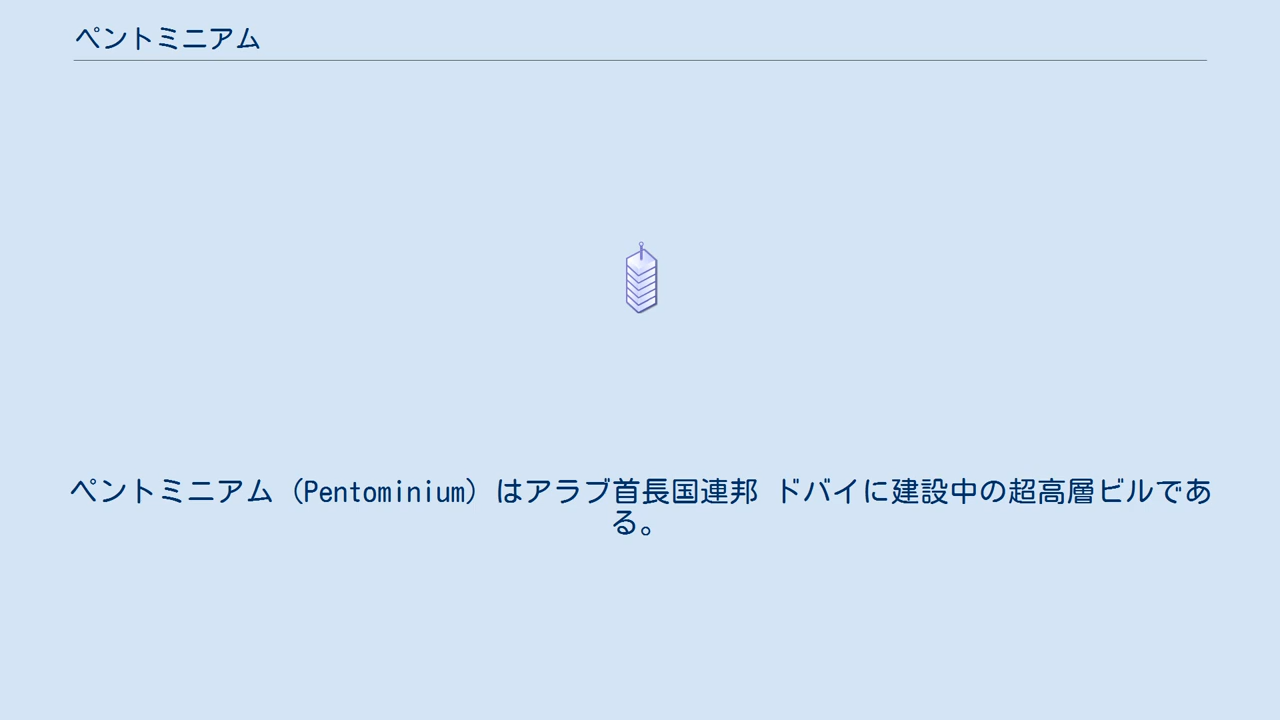 ペントミニアム
ペントミニアム（Pentominium）はアラブ首長国連邦 ドバイに建設中の超高層ビルであ
る。